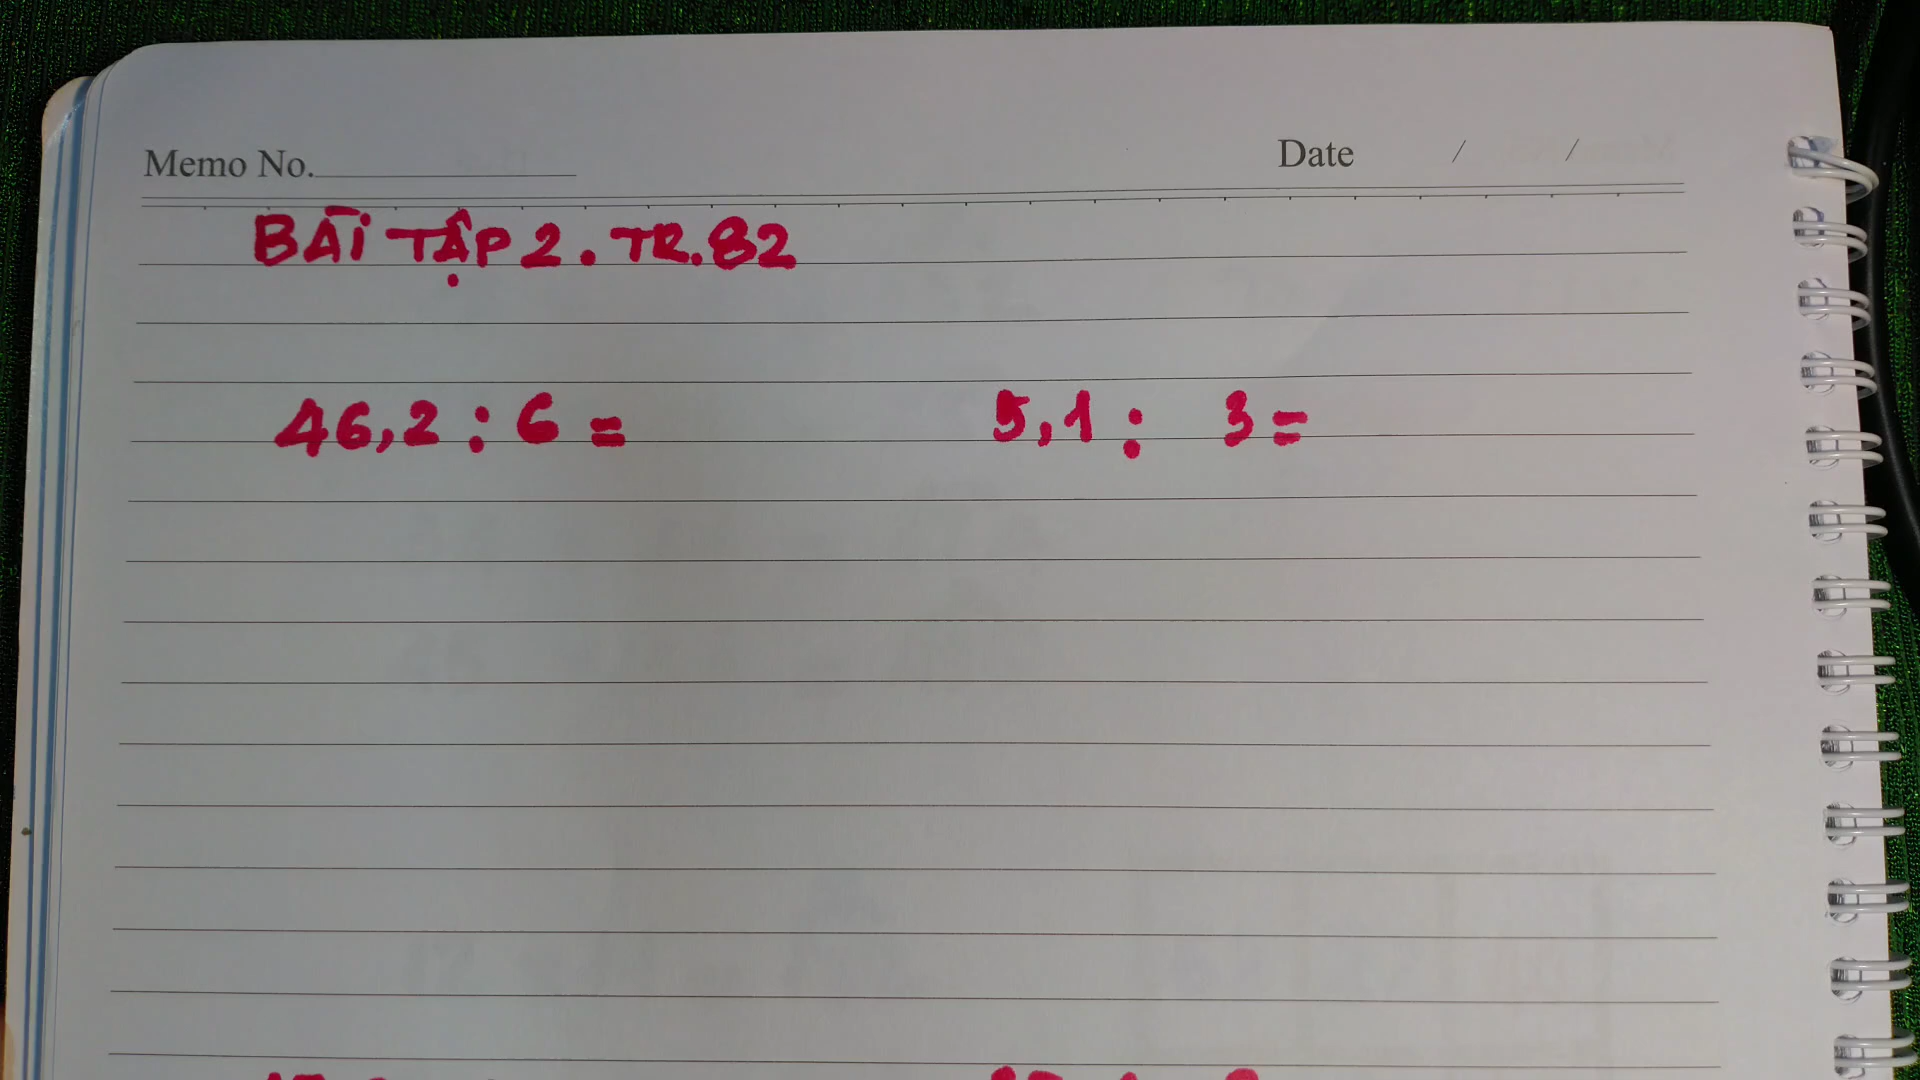 Memo No. Date / /
BÀI TẬP 2. TR.82
46,2 : 6 = 5,1 : 3 =